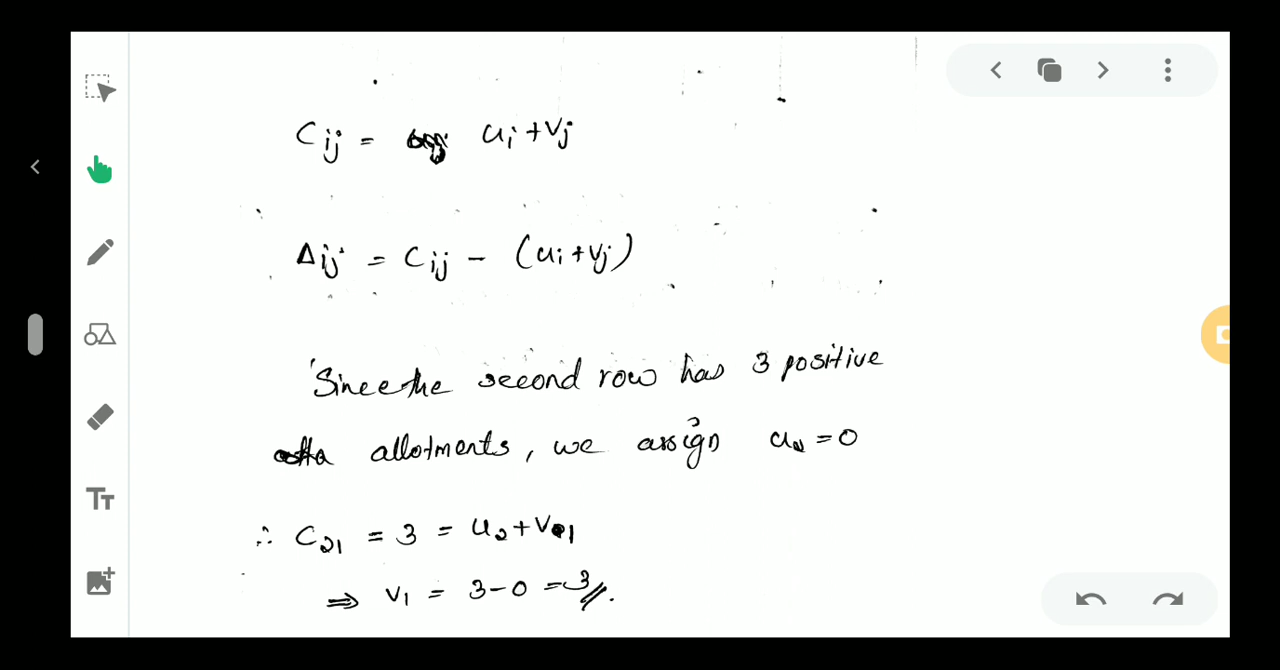 Cij = ui + vj
Δij = Cij - (ui + vj)
Since the second row has 3 positive
allotments, we assign u2 = 0
∴ C21 = 3 = u2 + v1
⇒ v1 = 3 - 0 = 3//.
TT